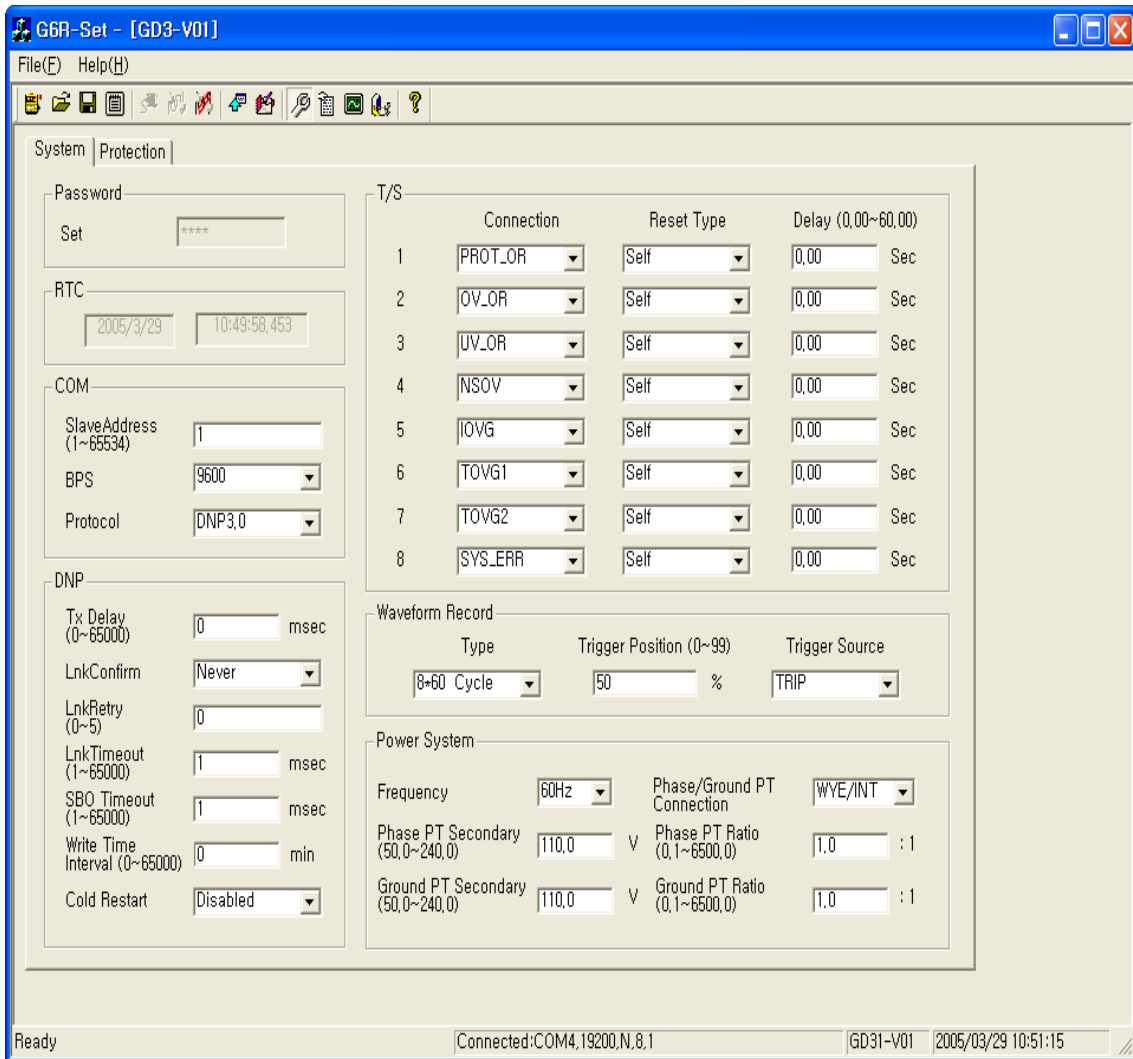 G6R-Set - [GD3-V01]
File(F) Help(H)
System Protection
Password
Set ****
RTC
2005/3/29 10:49:58,453
COM
SlaveAddress
(1~65534) 1
BPS 9600
Protocol DNP3,0
DNP
Tx Delay
(0~65000) 0 msec
LnkConfirm Never
LnkRetry
(0~5) 0
LnkTimeout
(1~65000) 1 msec
SBO Timeout
(1~65000) 1 msec
Write Time
Interval (0~65000) 0 min
Cold Restart Disabled
T/S
Connection Reset Type Delay (0,00~60,00)
1 PROT_OR Self 0,00 Sec
2 OV_OR Self 0,00 Sec
3 UV_OR Self 0,00 Sec
4 NSOV Self 0,00 Sec
5 IOVG Self 0,00 Sec
6 TOVG1 Self 0,00 Sec
7 TOVG2 Self 0,00 Sec
8 SYS_ERR Self 0,00 Sec
Waveform Record
Type Trigger Position (0~99) Trigger Source
8*60 Cycle 50 % TRIP
Power System
Frequency 60Hz Phase/Ground PT
Connection WYE/INT
Phase PT Secondary
(50,0~240,0) 110,0 V Phase PT Ratio
(0,1~6500,0) 1,0 : 1
Ground PT Secondary
(50,0~240,0) 110,0 V Ground PT Ratio
(0,1~6500,0) 1,0 : 1
Ready Connected:COM4,19200,N,8,1 GD31-V01 2005/03/29 10:51:15